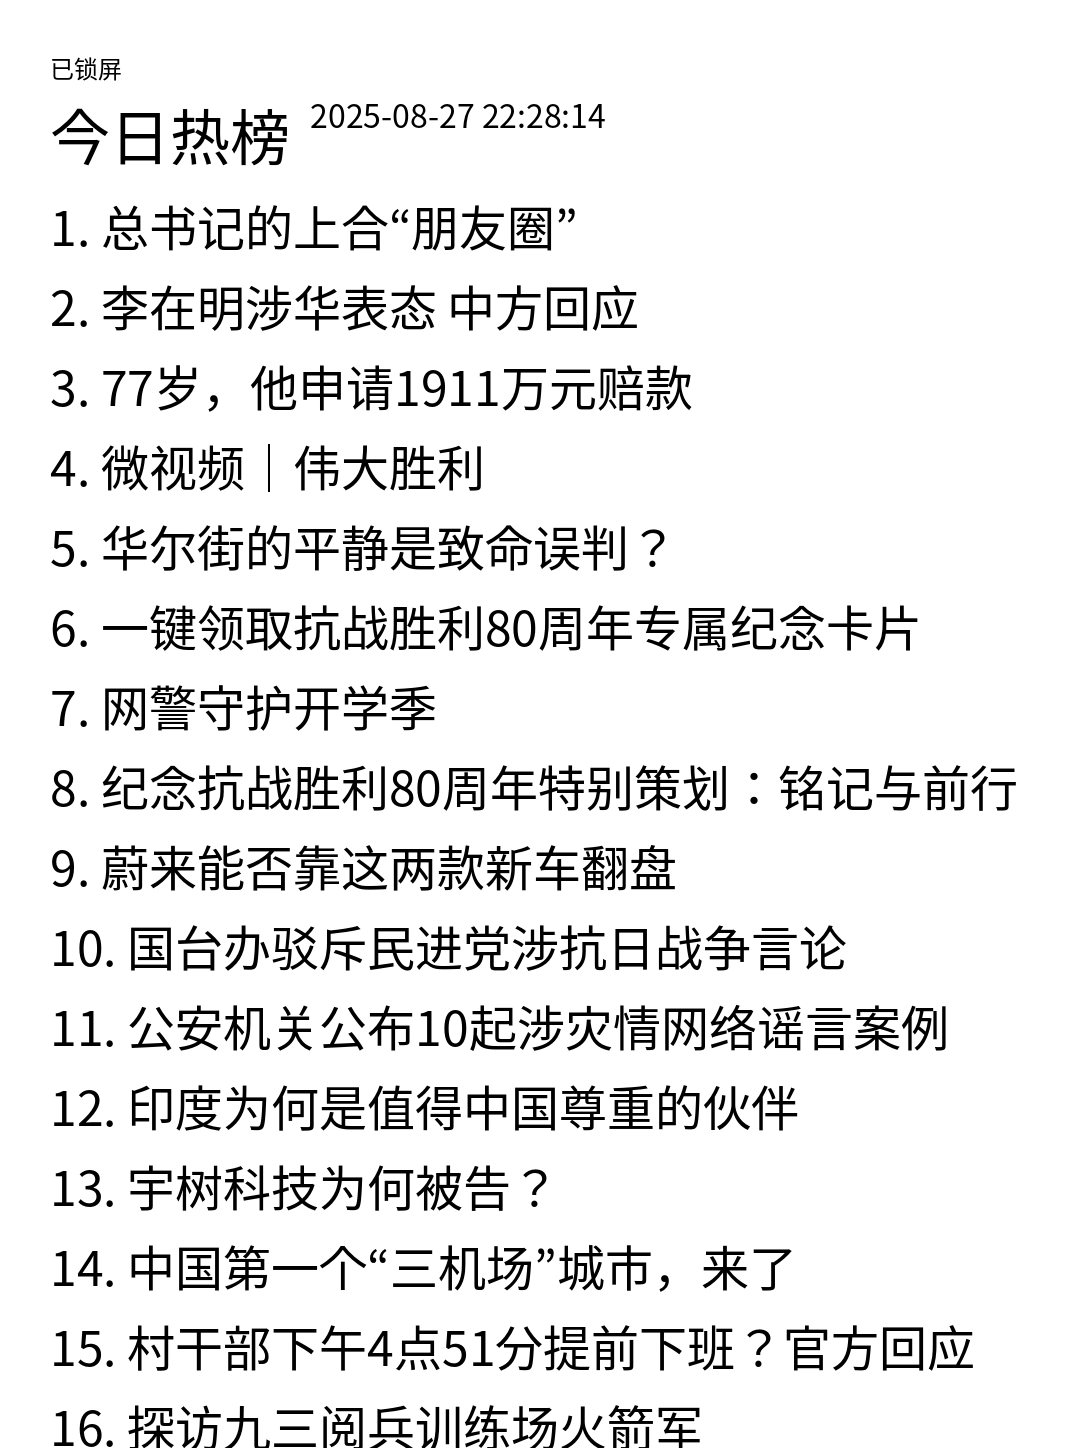 已锁屏
今日热榜 2025-08-27 22:28:14
1. 总书记的上合“朋友圈”
2. 李在明涉华表态 中方回应
3. 77岁，他申请1911万元赔款
4. 微视频｜伟大胜利
5. 华尔街的平静是致命误判？
6. 一键领取抗战胜利80周年专属纪念卡片
7. 网警守护开学季
8. 纪念抗战胜利80周年特别策划：铭记与前行
9. 蔚来能否靠这两款新车翻盘
10. 国台办驳斥民进党涉抗日战争言论
11. 公安机关公布10起涉灾情网络谣言案例
12. 印度为何是值得中国尊重的伙伴
13. 宇树科技为何被告？
14. 中国第一个“三机场”城市，来了
15. 村干部下午4点51分提前下班？官方回应
16. 探访九三阅兵训练场火箭军